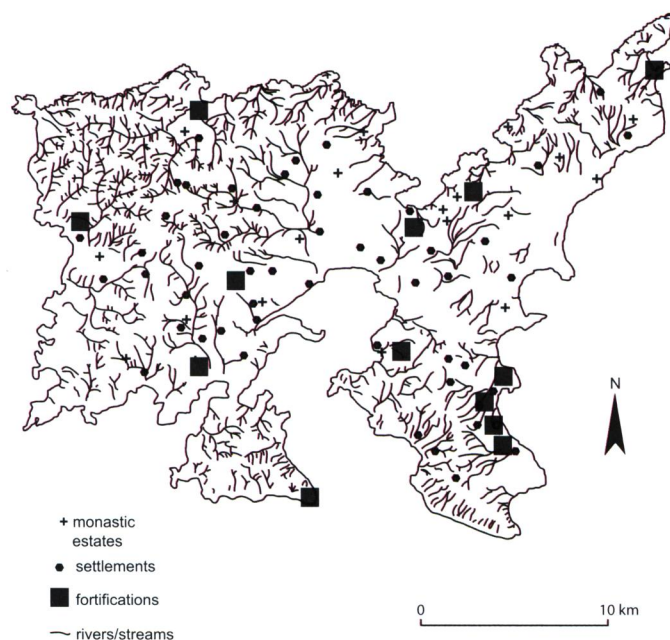 N
+ monastic
estates
settlements
fortifications
rivers/streams
0 10 km